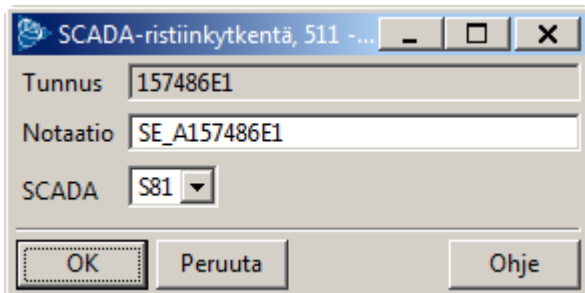 SCADA-ristiinkytkentä, 511 -...
Tunnus 157486E1
Notaatio SE_A157486E1
SCADA S81
OK Peruuta Ohje